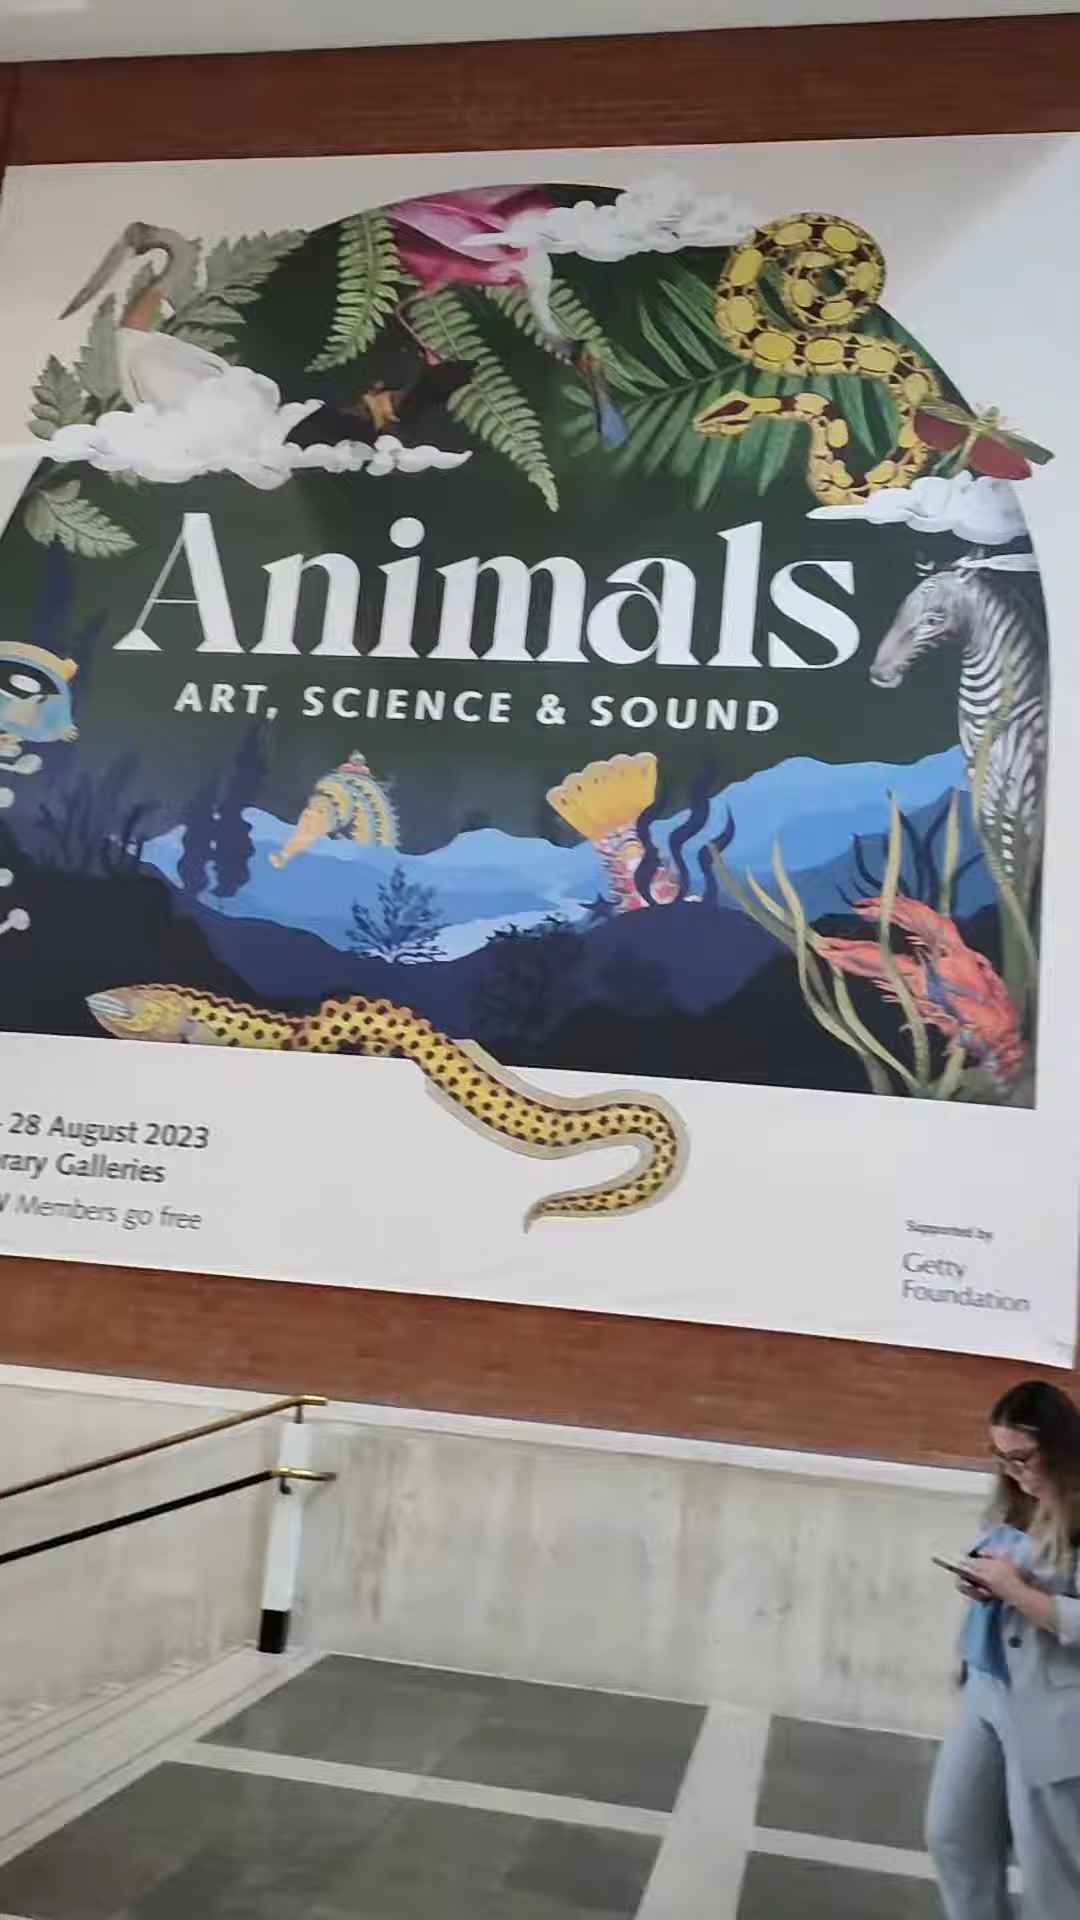 Animals
ART, SCIENCE & SOUND
- 28 August 2023
rary Galleries
Members go free
Supported by
Getty
Foundation